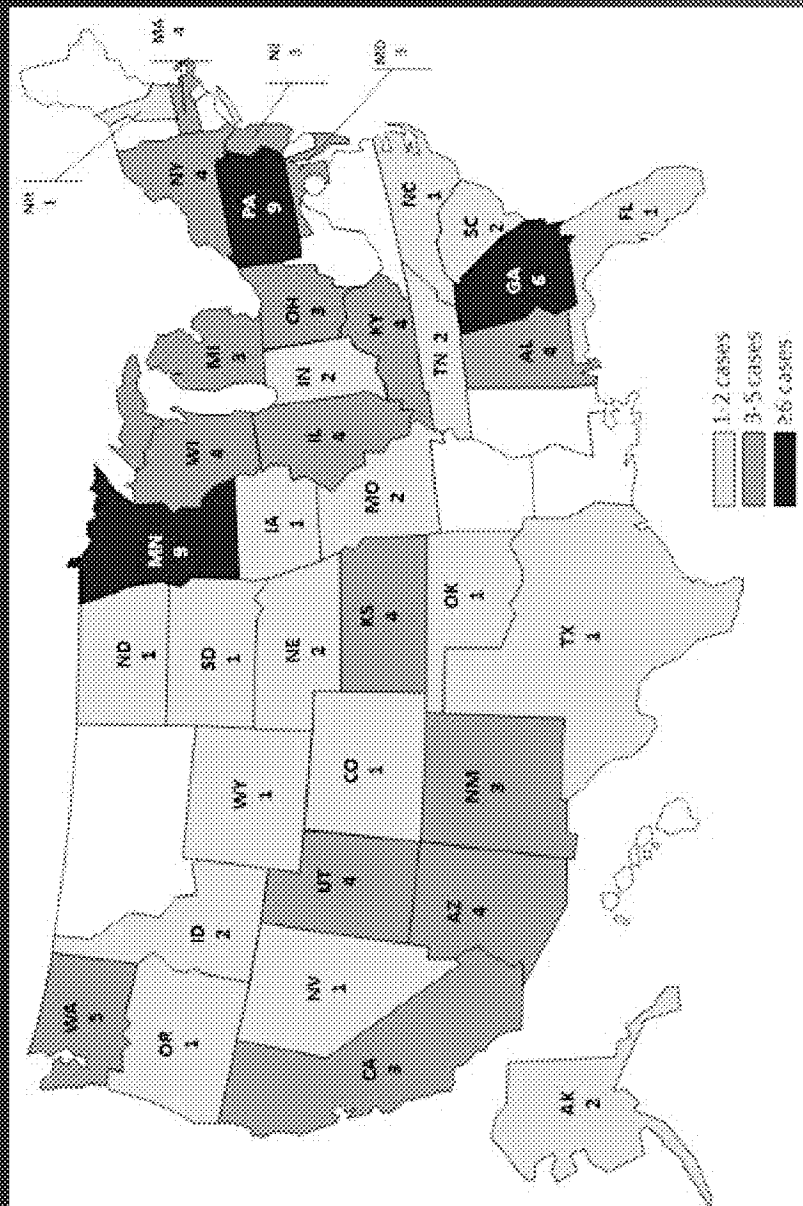 WA
OR
1
CA
3
NV
1
ID
2
UT
4
AZ
4
WY
1
CO
1
NM
3
ND
1
SD
1
NE
KS
4
OK
1
TX
1
MN
9
IA
1
MO
2
WI
4
IL
4
MI
3
IN
2
OH
3
KY
4
TN 2
AL
4
GA
6
FL
1
SC
2
NC
1
PA
9
NY
4
NH
1
MA
4
NJ
3
MD
3
AK
2
1-2 cases
3-5 cases
≥6 cases